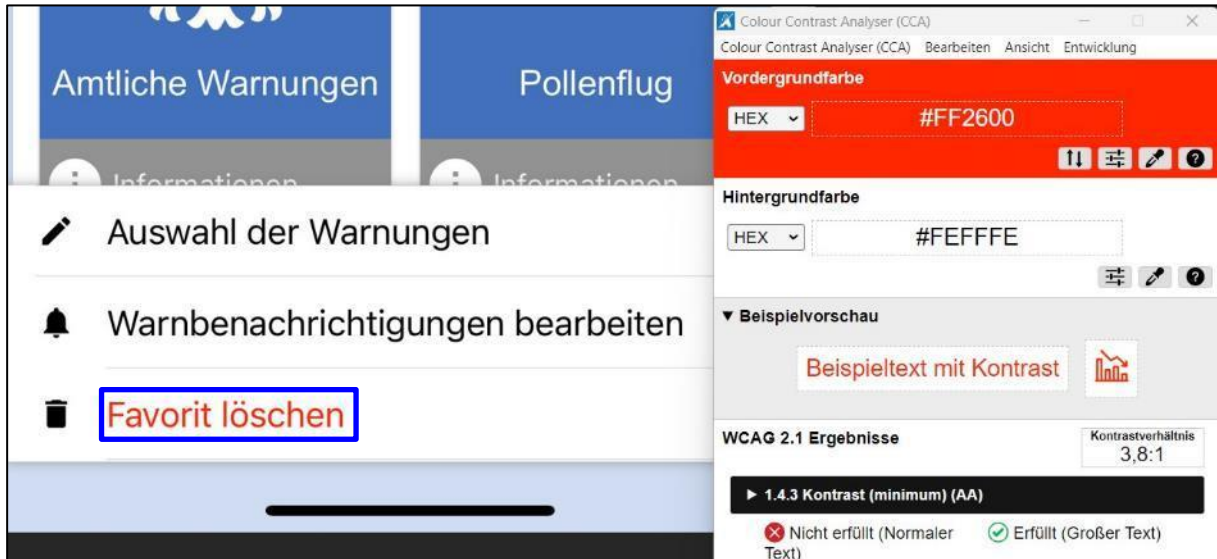 Amtliche Warnungen
Pollenflug
Informationen
Informationen
Auswahl der Warnungen
Warnbenachrichtigungen bearbeiten
Favorit löschen
Colour Contrast Analyser (CCA)
Colour Contrast Analyser (CCA) Bearbeiten Ansicht Entwicklung
Vordergrundfarbe
HEX
#FF2600
Hintergrundfarbe
HEX
#FEFFFE
▼ Beispielvorschau
Beispieltext mit Kontrast
WCAG 2.1 Ergebnisse
Kontrastverhältnis
3,8:1
▶ 1.4.3 Kontrast (minimum) (AA)
Nicht erfüllt (Normaler
Text)
Erfüllt (Großer Text)